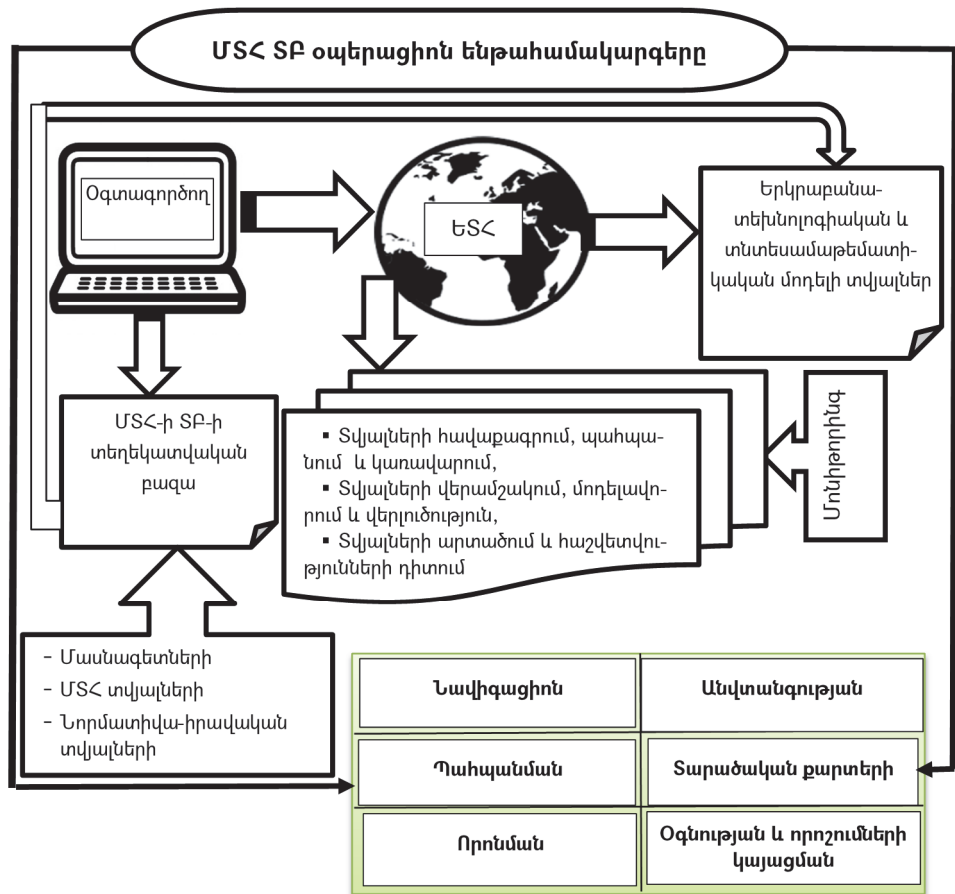 ՄՏՀ ՏԲ օպերացիոն ենթահամակարգերը
Օգտագործող
ԵՏՀ
Երկրաբանա-
տեխնոլոգիական և
տնտեսամաթեմատի-
կական մոդելի տվյալներ
ՄՏՀ-ի ՏԲ-ի
տեղեկատվական
բազա
▪ Տվյալների հավաքագրում, պահպա-
նում և կառավարում,
▪ Տվյալների վերամշակում, մոդելավո-
րում և վերլուծություն,
▪ Տվյալների արտածում և հաշվետվու-
թյունների դիտում
Մոնիթորինգ
- Մասնագետների
- ՄՏՀ տվյալների
- Նորմատիվա-իրավական
տվյալների
Նավիգացիոն
Անվտանգության
Պահպանման
Տարածական քարտերի
Որոնման
Օգնության և որոշումների
կայացման